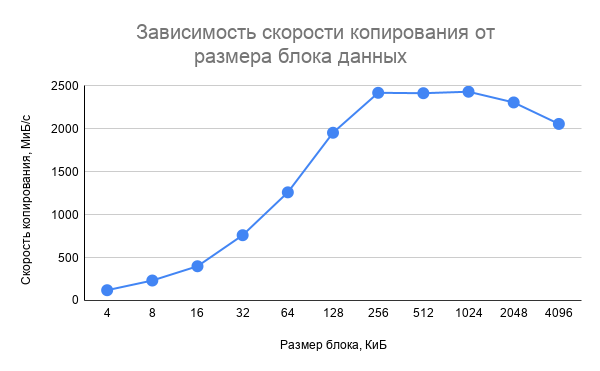 Зависимость скорости копирования от
размера блока данных
Скорость копирования, МиБ/с
2500
2000
1500
1000
500
0
4 8 16 32 64 128 256 512 1024 2048 4096
Размер блока, КиБ